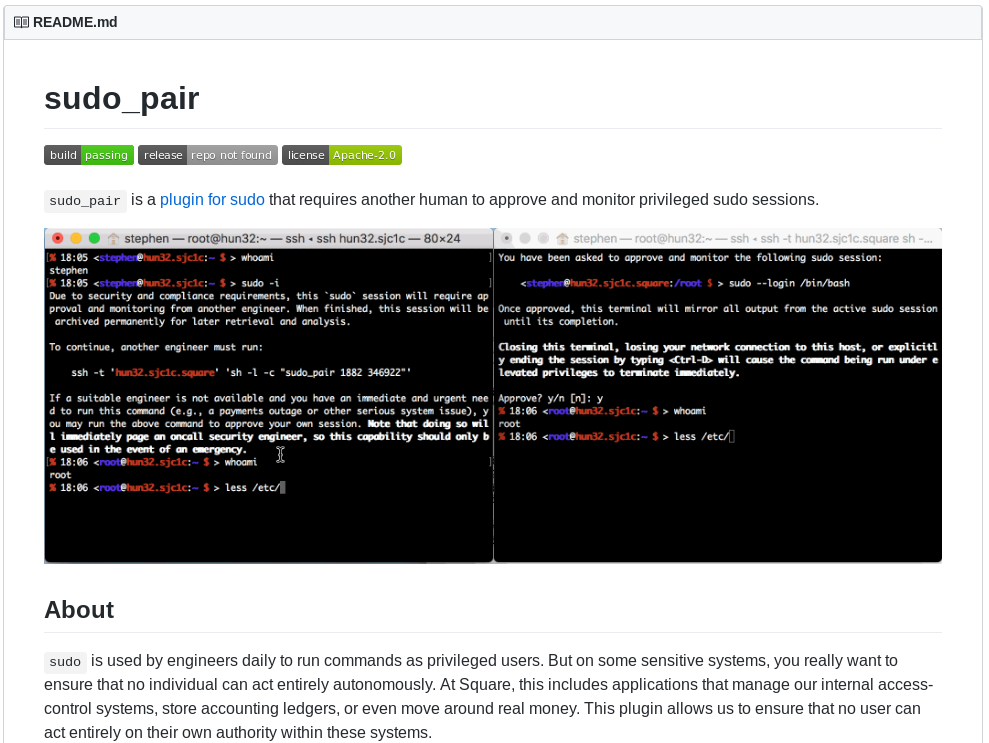 README.md
sudo_pair
build passing release repo not found license Apache-2.0
sudo_pair is a plugin for sudo that requires another human to approve and monitor privileged sudo sessions.
stephen — root@hun32:~ — ssh ◂ ssh hun32.sjc1c — 80×24
[% 18:05 <stephen@hun32.sjc1c:~ $ > whoami ]
stephen
[% 18:05 <stephen@hun32.sjc1c:~ $ > sudo -i ]
Due to security and compliance requirements, this `sudo` session will require ap
proval and monitoring from another engineer. When finished, this session will be
archived permanently for later retrieval and analysis.
To continue, another engineer must run:
ssh -t 'hun32.sjc1c.square' 'sh -l -c "sudo_pair 1882 346922"'
If a suitable engineer is not available and you have an immediate and urgent nee
d to run this command (e.g., a payments outage or other serious system issue), y
ou may run the above command to approve your own session. Note that doing so wil
l immediately page an oncall security engineer, so this capability should only b
e used in the event of an emergency.
[% 18:06 <root@hun32.sjc1c:~ $ > whoami ]
root
% 18:06 <root@hun32.sjc1c:~ $ > less /etc/
stephen — root@hun32:~ — ssh ◂ ssh -t hun32.sjc1c.square sh -...
You have been asked to approve and monitor the following sudo session:
<stephen@hun32.sjc1c.square:/root $ > sudo --login /bin/bash
Once approved, this terminal will mirror all output from the active sudo session
until its completion.
Closing this terminal, losing your network connection to this host, or explicitl
y ending the session by typing <Ctrl-D> will cause the command being run under e
levated privileges to terminate immediately.
Approve? y/n [n]: y
% 18:06 <root@hun32.sjc1c:~ $ > whoami
root
% 18:06 <root@hun32.sjc1c:~ $ > less /etc/
About
sudo is used by engineers daily to run commands as privileged users. But on some sensitive systems, you really want to
ensure that no individual can act entirely autonomously. At Square, this includes applications that manage our internal access-
control systems, store accounting ledgers, or even move around real money. This plugin allows us to ensure that no user can
act entirely on their own authority within these systems.